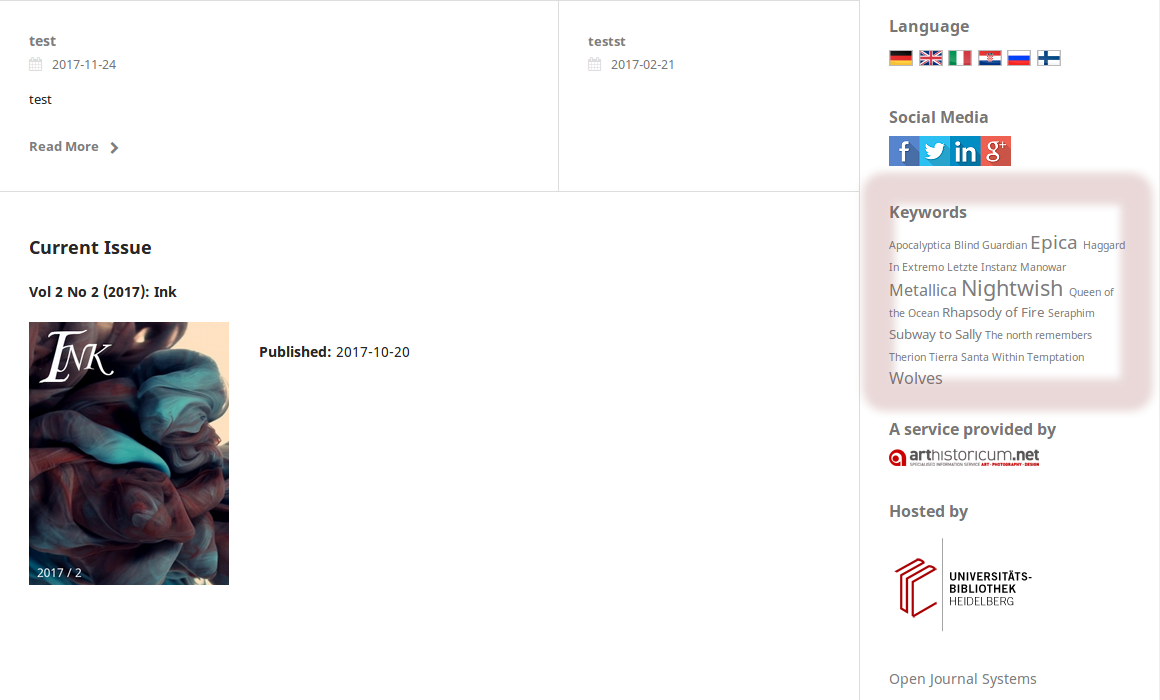 test
2017-11-24
test
Read More
testst
2017-02-21
Current Issue
Vol 2 No 2 (2017): Ink
INK
2017 / 2
Published: 2017-10-20
Language
Social Media
f
in
g+
Keywords
Apocalyptica Blind Guardian Epica Haggard
In Extremo Letzte Instanz Manowar
Metallica Nightwish Queen of
the Ocean Rhapsody of Fire Seraphim
Subway to Sally The north remembers
Therion Tierra Santa Within Temptation
Wolves
A service provided by
arthistoricum.net
SPECIALISED INFORMATION SERVICE ART · PHOTOGRAPHY · DESIGN
Hosted by
UNIVERSITÄTS-
BIBLIOTHEK
HEIDELBERG
Open Journal Systems